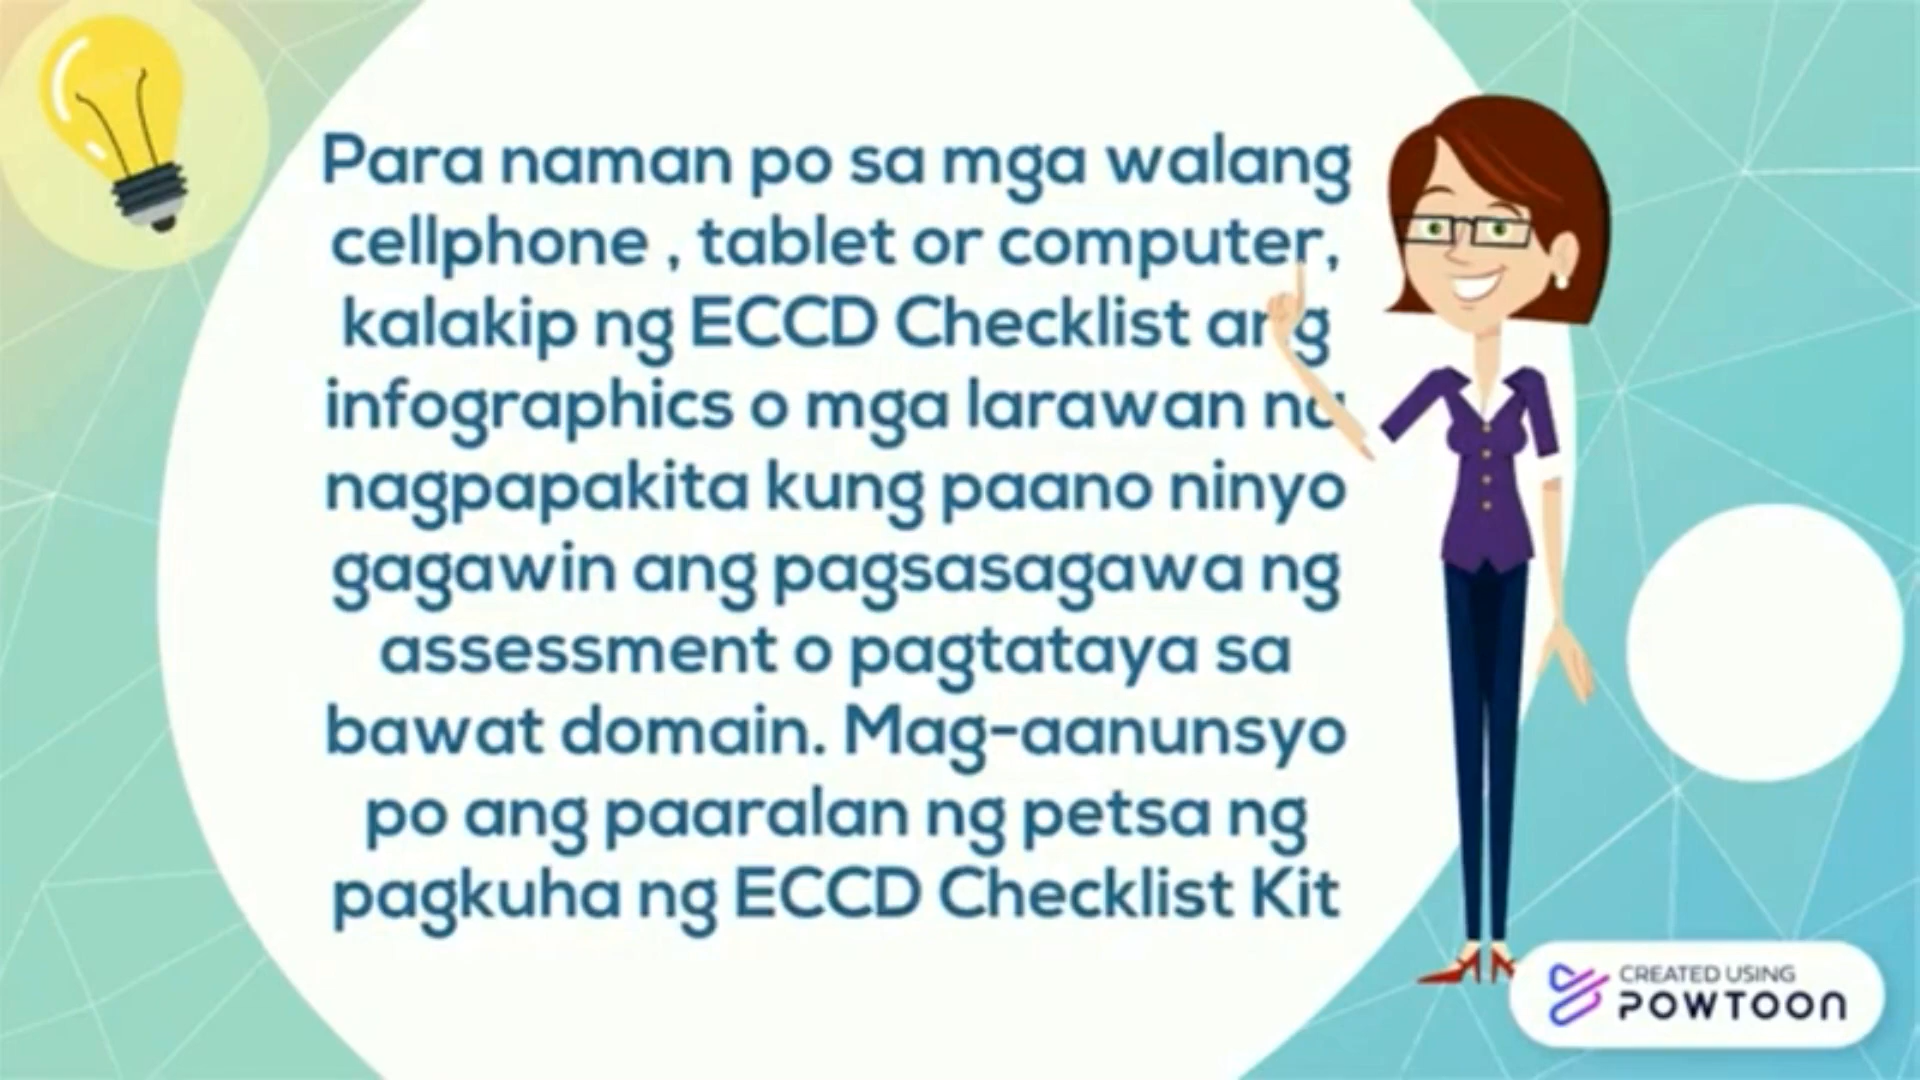 Para naman po sa mga walang
cellphone , tablet or computer,
kalakip ng ECCD Checklist ang
infographics o mga larawan na
nagpapakita kung paano ninyo
gagawin ang pagsasagawa ng
assessment o pagtataya sa
bawat domain. Mag-aanunsyo
po ang paaralan ng petsa ng
pagkuha ng ECCD Checklist Kit
CREATED USING
POWTOON